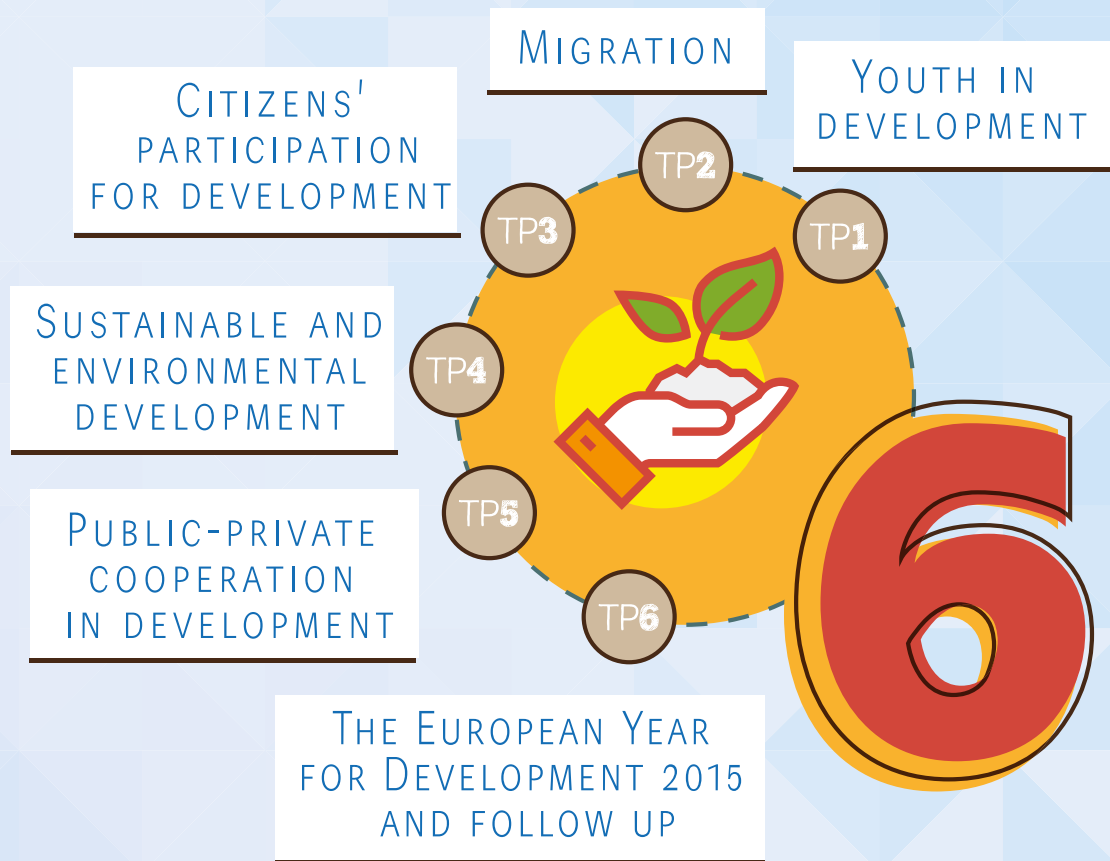 MIGRATION
YOUTH IN
DEVELOPMENT
CITIZENS'
PARTICIPATION
FOR DEVELOPMENT
TP2
TP1
TP3
SUSTAINABLE AND
ENVIRONMENTAL
DEVELOPMENT
TP4
PUBLIC-PRIVATE
COOPERATION
IN DEVELOPMENT
TP5
TP6
6
THE EUROPEAN YEAR
FOR DEVELOPMENT 2015
AND FOLLOW UP